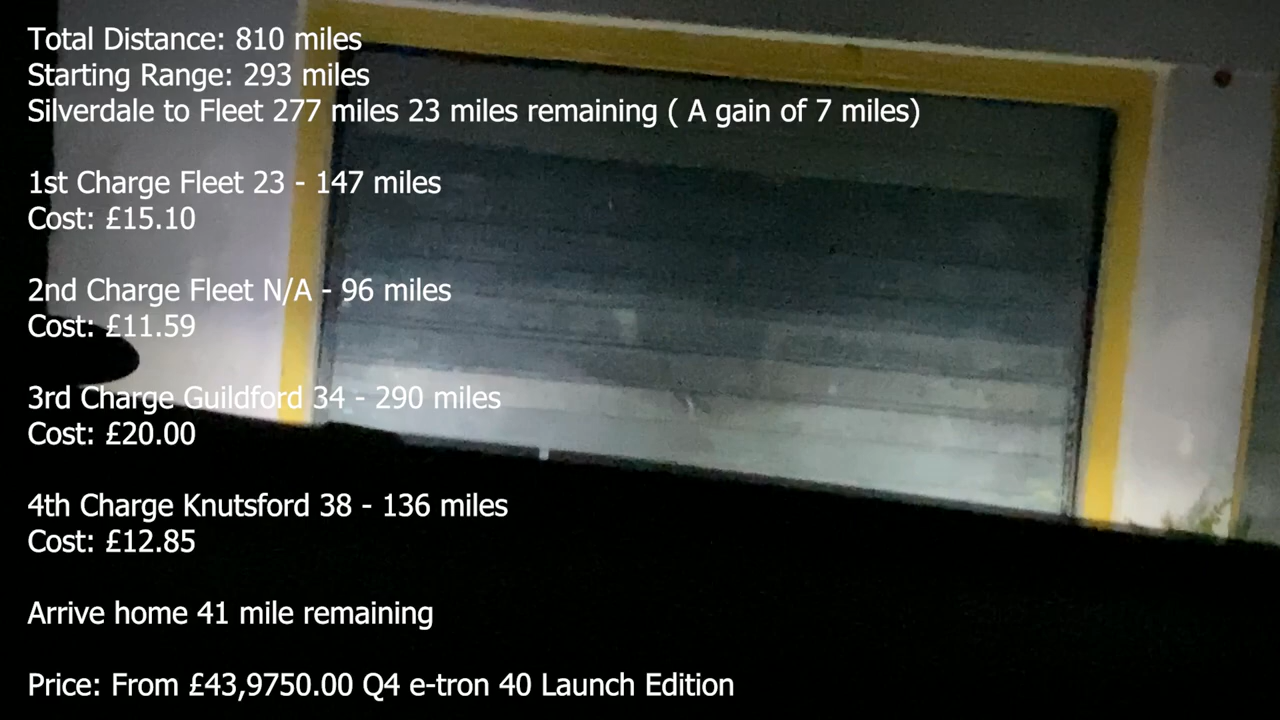 Total Distance: 810 miles
Starting Range: 293 miles
Silverdale to Fleet 277 miles 23 miles remaining ( A gain of 7 miles)
1st Charge Fleet 23 - 147 miles
Cost: £15.10
2nd Charge Fleet N/A - 96 miles
Cost: £11.59
3rd Charge Guildford 34 - 290 miles
Cost: £20.00
4th Charge Knutsford 38 - 136 miles
Cost: £12.85
Arrive home 41 mile remaining
Price: From £43,9750.00 Q4 e-tron 40 Launch Edition